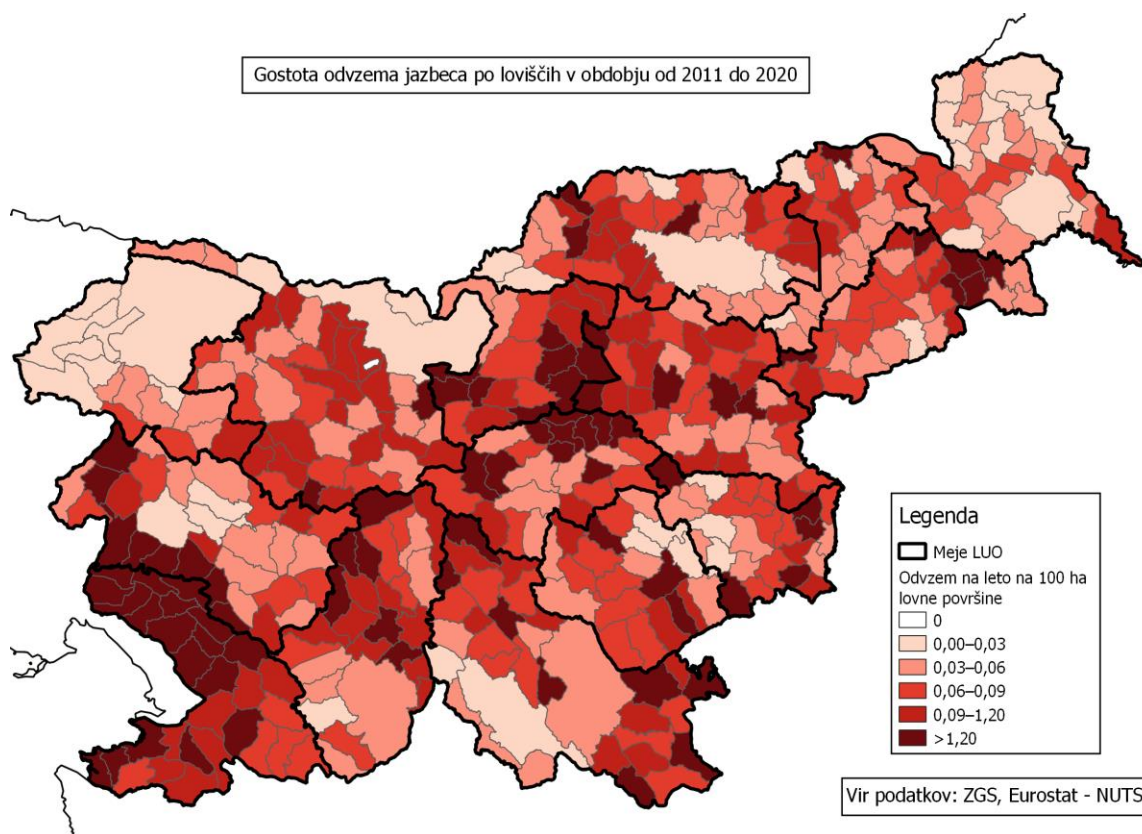 Gostota odvzema jazbeca po loviščih v obdobju od 2011 do 2020
Legenda
Meje LUO
Odvzem na leto na 100 ha
lovne površine
0
0,00–0,03
0,03–0,06
0,06–0,09
0,09–1,20
>1,20
Vir podatkov: ZGS, Eurostat - NUTS